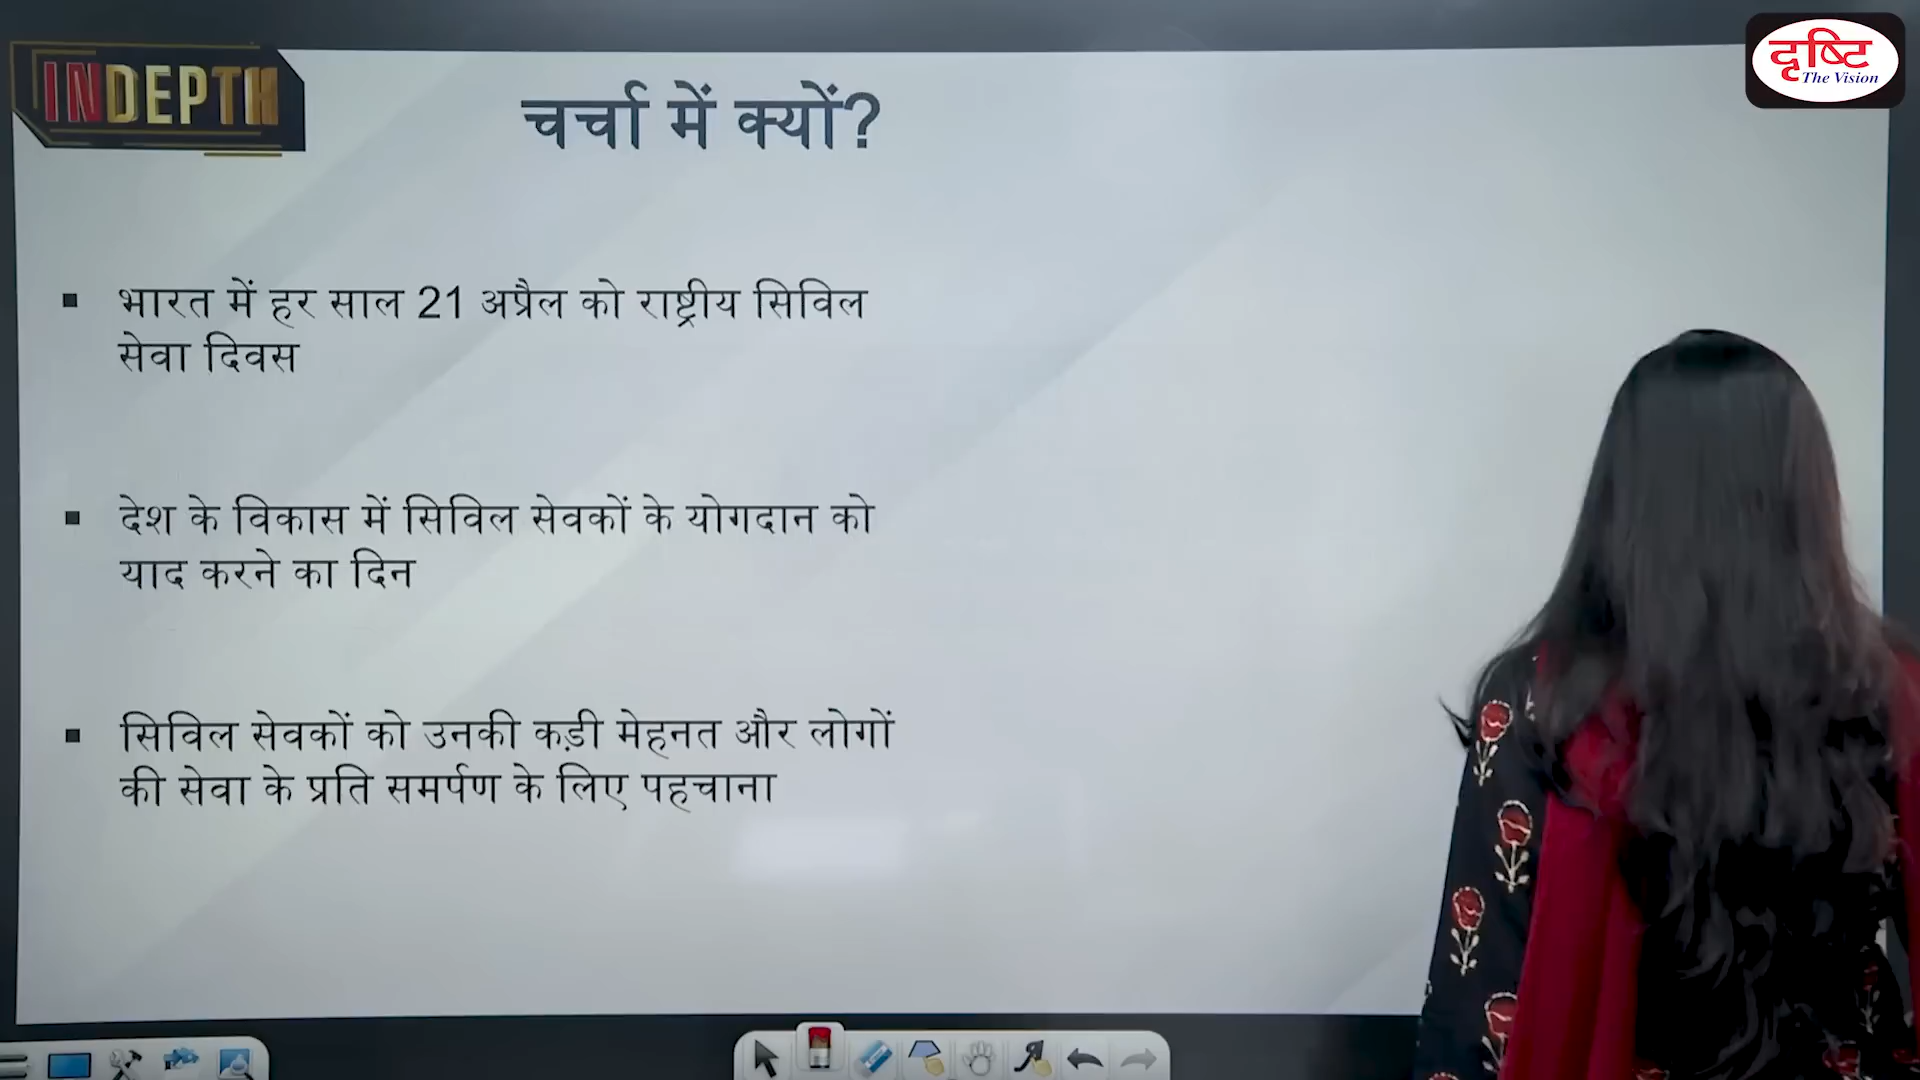 INDEPTH
दृष्टि
The Vision
चर्चा में क्यों?
▪ भारत में हर साल 21 अप्रैल को राष्ट्रीय सिविल
सेवा दिवस
▪ देश के विकास में सिविल सेवकों के योगदान को
याद करने का दिन
▪ सिविल सेवकों को उनकी कड़ी मेहनत और लोगों
की सेवा के प्रति समर्पण के लिए पहचाना